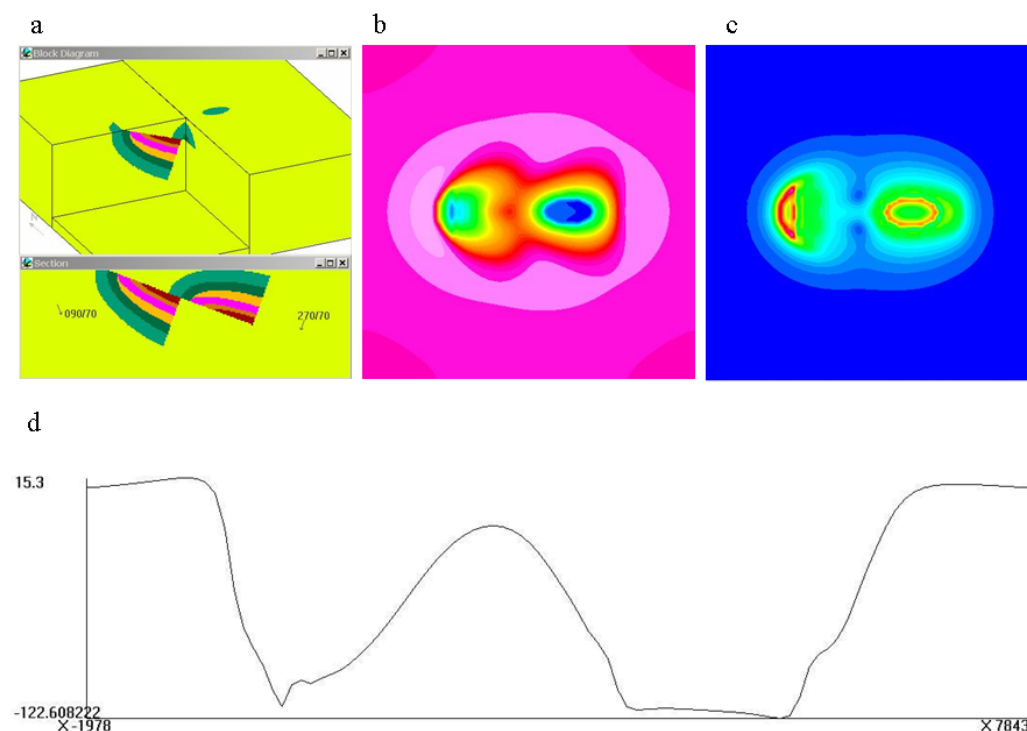 a
b
c
Block Diagram
N
Section
090/70
270/70
d
15.3
-122.608222
X -1978
X 7843